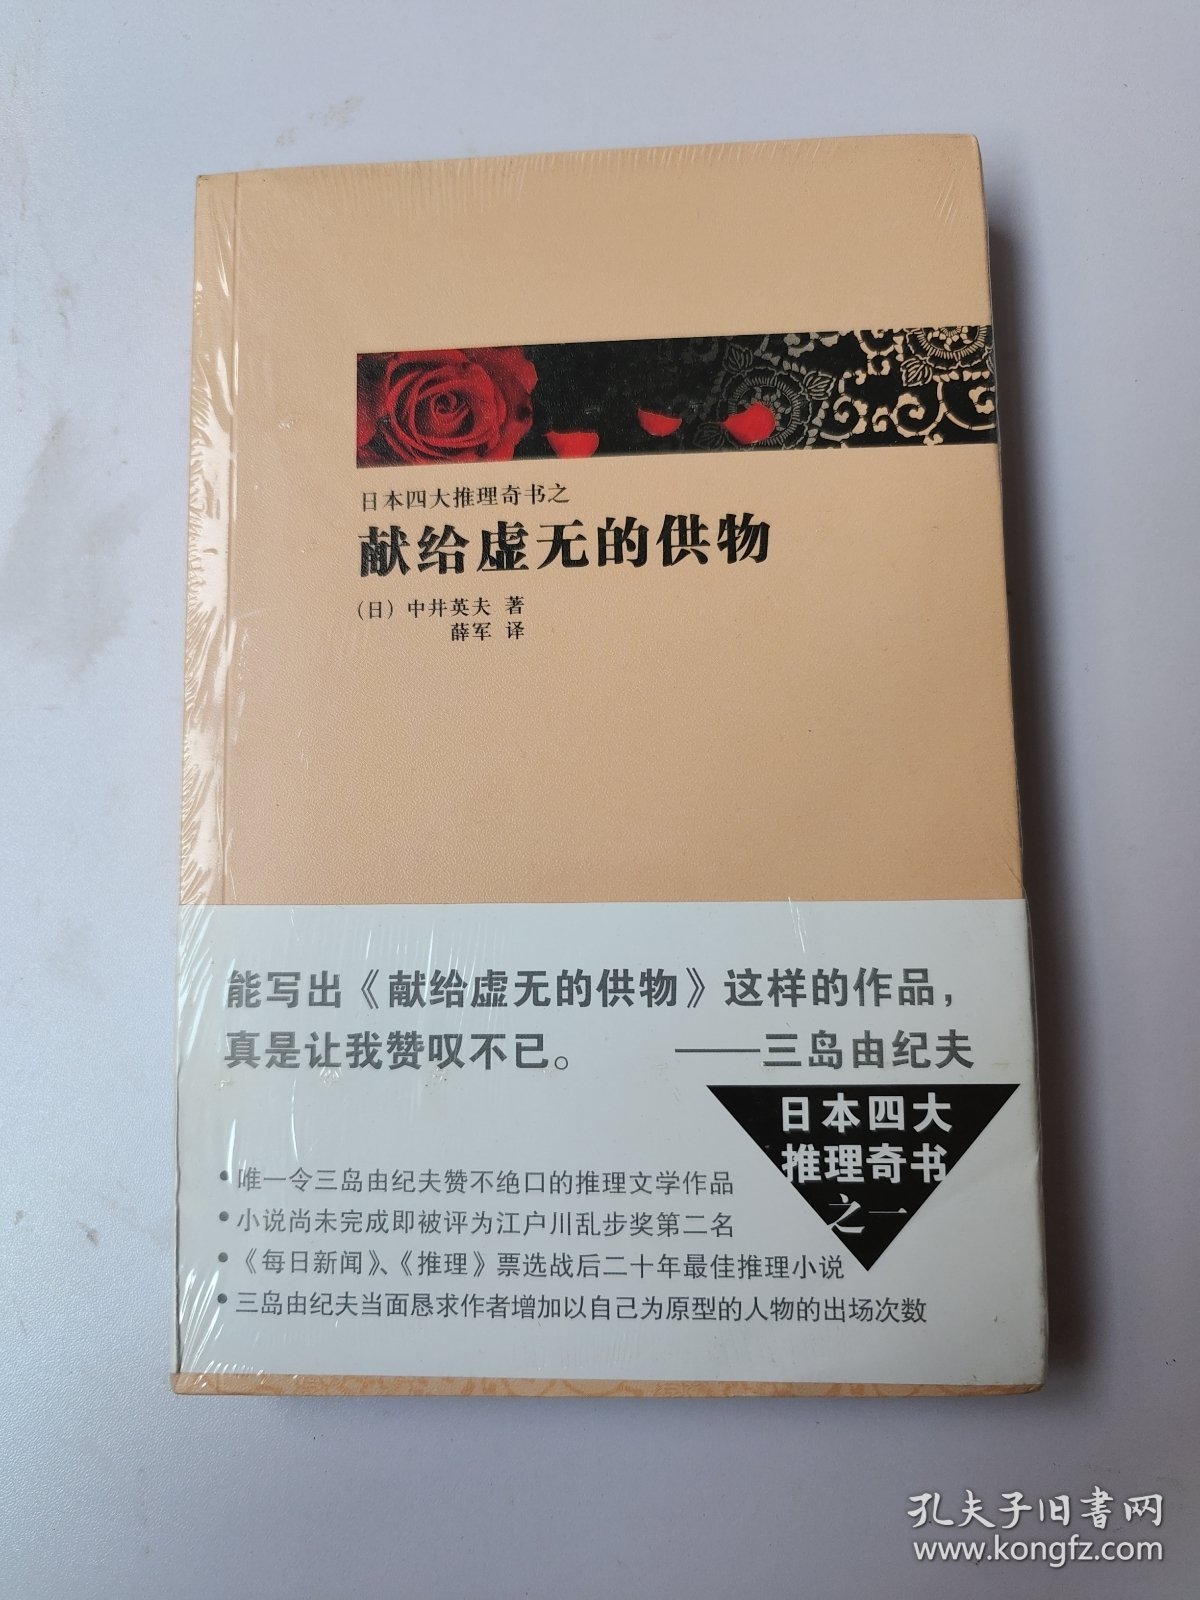 日本四大推理奇书之
献给虚无的供物
（日）中井英夫 著
薛军 译
能写出《献给虚无的供物》这样的作品，
真是让我赞叹不已。 ——三岛由纪夫
日本四大
推理奇书
之一
•唯一令三岛由纪夫赞不绝口的推理文学作品
•小说尚未完成即被评为江户川乱步奖第二名
•《每日新闻》、《推理》票选战后二十年最佳推理小说
•三岛由纪夫当面恳求作者增加以自己为原型的人物的出场次数
孔夫子旧书网
www.kongfz.com